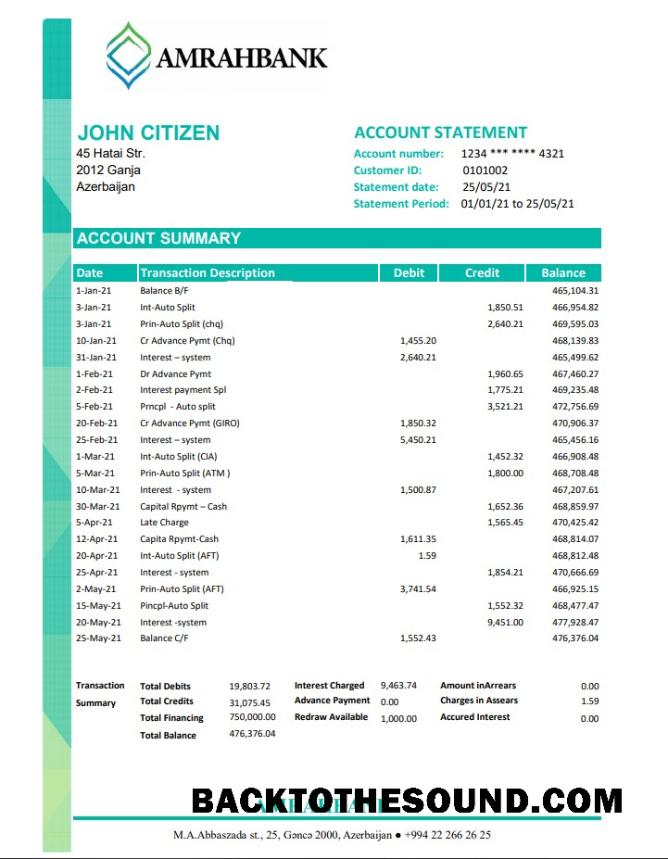 AMRAHBANK
JOHN CITIZEN
45 Hatai Str.
2012 Ganja
Azerbaijan
ACCOUNT STATEMENT
Account number: 1234 *** **** 4321
Customer ID: 0101002
Statement date: 25/05/21
Statement Period: 01/01/21 to 25/05/21
ACCOUNT SUMMARY
Date Transaction Description Debit Credit Balance
1-Jan-21 Balance B/F 465,104.31
3-Jan-21 Int-Auto Split 1,850.51 466,954.82
3-Jan-21 Prin-Auto Split (chq) 2,640.21 469,595.03
10-Jan-21 Cr Advance Pymt (Chq) 1,455.20 468,139.83
31-Jan-21 Interest – system 2,640.21 465,499.62
1-Feb-21 Dr Advance Pymt 1,960.65 467,460.27
2-Feb-21 Interest payment Spl 1,775.21 469,235.48
5-Feb-21 Prncpl - Auto split 3,521.21 472,756.69
20-Feb-21 Cr Advance Pymt (GIRO) 1,850.32 470,906.37
25-Feb-21 Interest – system 5,450.21 465,456.16
1-Mar-21 Int-Auto Split (CIA) 1,452.32 466,908.48
5-Mar-21 Prin-Auto Split (ATM ) 1,800.00 468,708.48
10-Mar-21 Interest - system 1,500.87 467,207.61
30-Mar-21 Capital Rpymt – Cash 1,652.36 468,859.97
5-Apr-21 Late Charge 1,565.45 470,425.42
12-Apr-21 Capita Rpymt-Cash 1,611.35 468,814.07
20-Apr-21 Int-Auto Split (AFT) 1.59 468,812.48
25-Apr-21 Interest - system 1,854.21 470,666.69
2-May-21 Prin-Auto Split (AFT) 3,741.54 466,925.15
15-May-21 Pincpl-Auto Split 1,552.32 468,477.47
20-May-21 Interest -system 9,451.00 477,928.47
25-May-21 Balance C/F 1,552.43 476,376.04
Transaction Total Debits 19,803.72 Interest Charged 9,463.74 Amount inArrears 0.00
Summary Total Credits 31,075.45 Advance Payment 0.00 Charges in Assears 1.59
Total Financing 750,000.00 Redraw Available 1,000.00 Accured Interest 0.00
Total Balance 476,376.04
BACKTOTHESOUND.COM
M.A.Abbaszada st., 25, Gəncə 2000, Azerbaijan ● +994 22 266 26 25